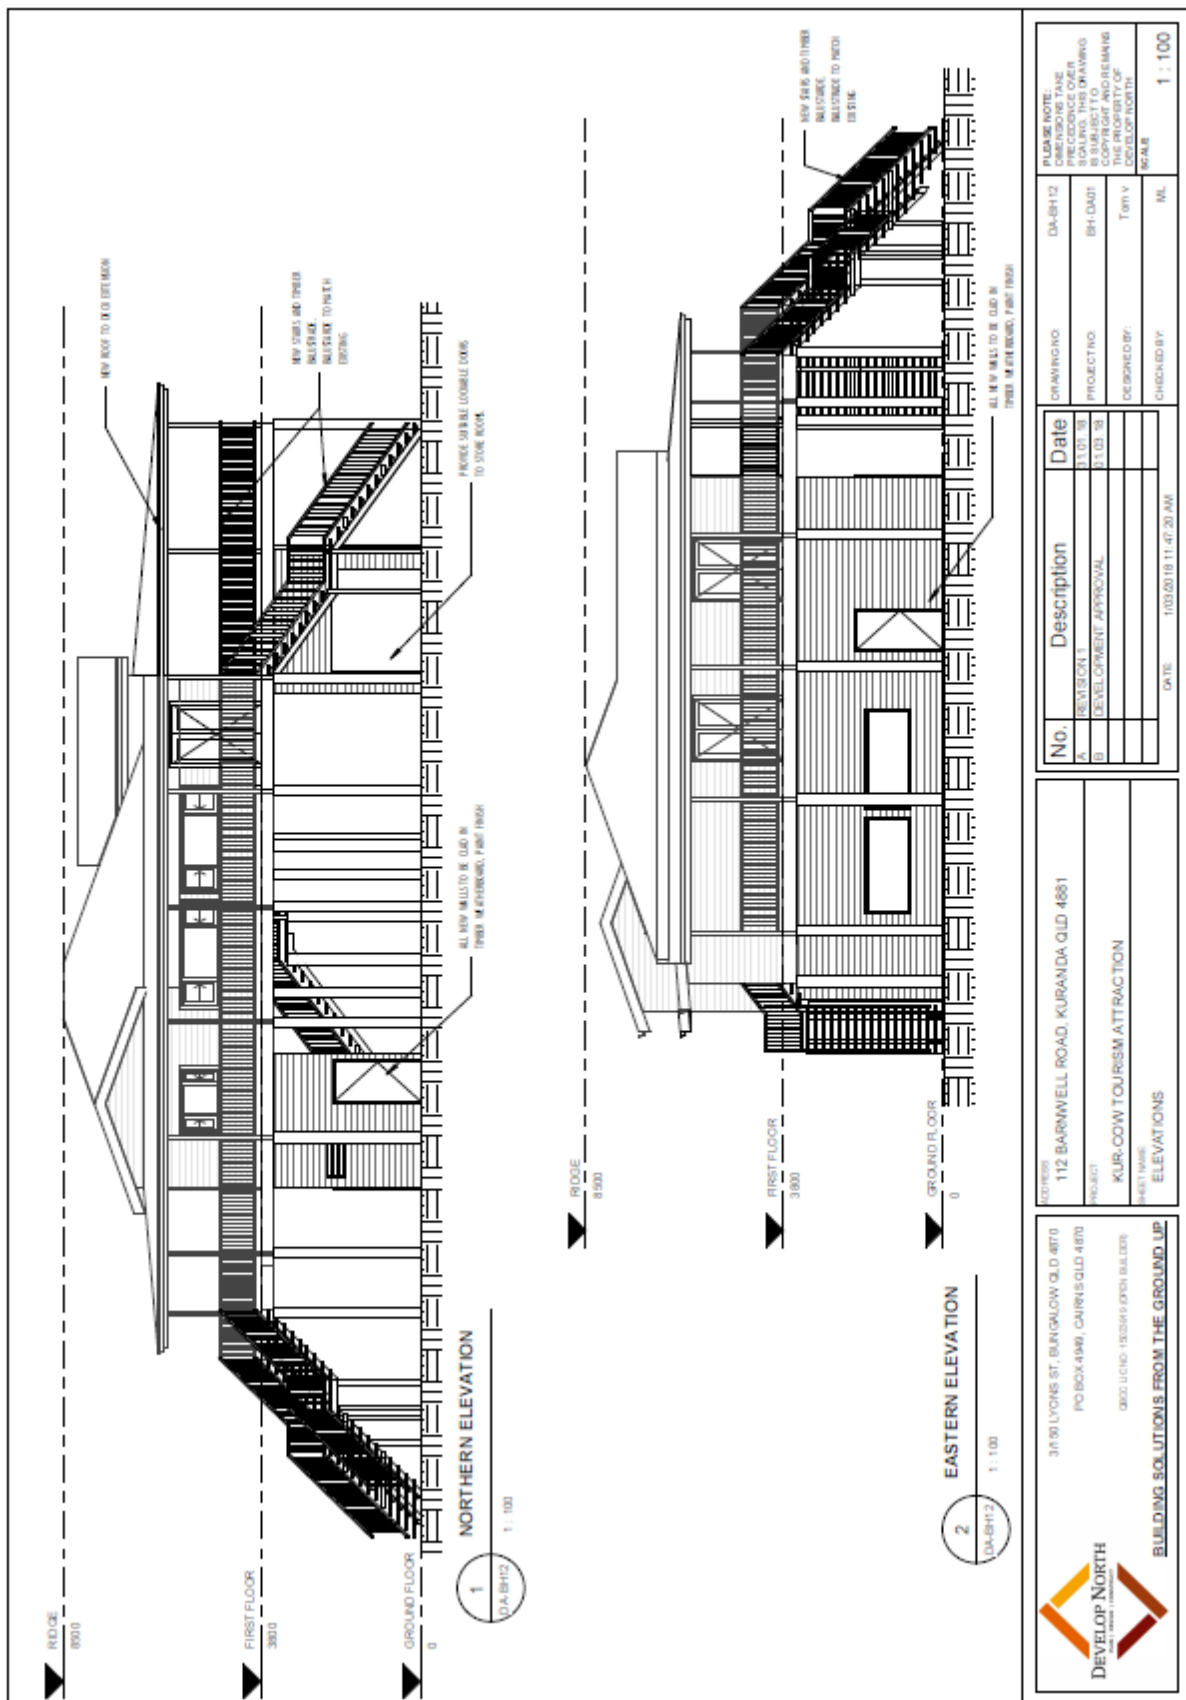 RIDGE
8500
FIRST FLOOR
3800
GROUND FLOOR
0
NEW ROOF TO DECK EXTENSION
NEW STAIRS AND TIMBER
BALUSTRADE.
BALUSTRADE TO MATCH
EXISTING
PROVIDE SUITABLE LOCKABLE DOORS
TO STORE ROOMS.
ALL NEW WALLS TO BE CLAD IN
TIMBER WEATHERBOARD, PAINT FINISH
1
DA-BH12
NORTHERN ELEVATION
1 : 100
RIDGE
8500
FIRST FLOOR
3800
GROUND FLOOR
0
NEW STAIRS AND TIMBER
BALUSTRADE.
BALUSTRADE TO MATCH
EXISTING
ALL NEW WALLS TO BE CLAD IN
TIMBER WEATHERBOARD, PAINT FINISH
2
DA-BH12
EASTERN ELEVATION
1 : 100
DEVELOP NORTH
3/150 LYONS ST, BUNGALOW QLD 4870
PO BOX 4949, CAIRNS QLD 4870
BUILDING SOLUTIONS FROM THE GROUND UP
ADDRESS
112 BARNWELL ROAD, KURANDA QLD 4881
PROJECT:
KUR-COW TOURISM ATTRACTION
SHEET NAME:
ELEVATIONS
No. Description Date
A REVISION 1 31.01.18
B DEVELOPMENT APPROVAL 01.03.18
DATE: 1/03/2018 11:47:20 AM
DRAWING NO: DA-BH12
PROJECT NO: BH-DA01
DESIGNED BY: Tom v
CHECKED BY: ML
PLEASE NOTE:
DIMENSIONS TAKE
PRECEDENCE OVER
SCALING. THIS DRAWING
IS SUBJECT TO
COPYRIGHT AND REMAINS
THE PROPERTY OF
DEVELOP NORTH
SCALE
1 : 100